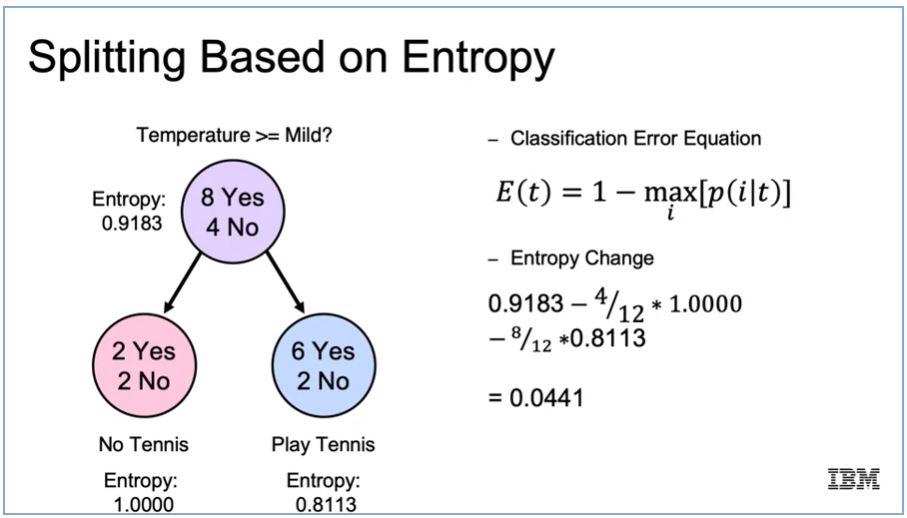 Splitting Based on Entropy
Temperature >= Mild?
Entropy:
0.9183
8 Yes
4 No
2 Yes
2 No
6 Yes
2 No
No Tennis
Play Tennis
Entropy:
1.0000
Entropy:
0.8113
– Classification Error Equation
E(t) = 1 − max[p(i|t)]
i
– Entropy Change
0.9183 − 4/12 * 1.0000
− 8/12 *0.8113
= 0.0441
IBM